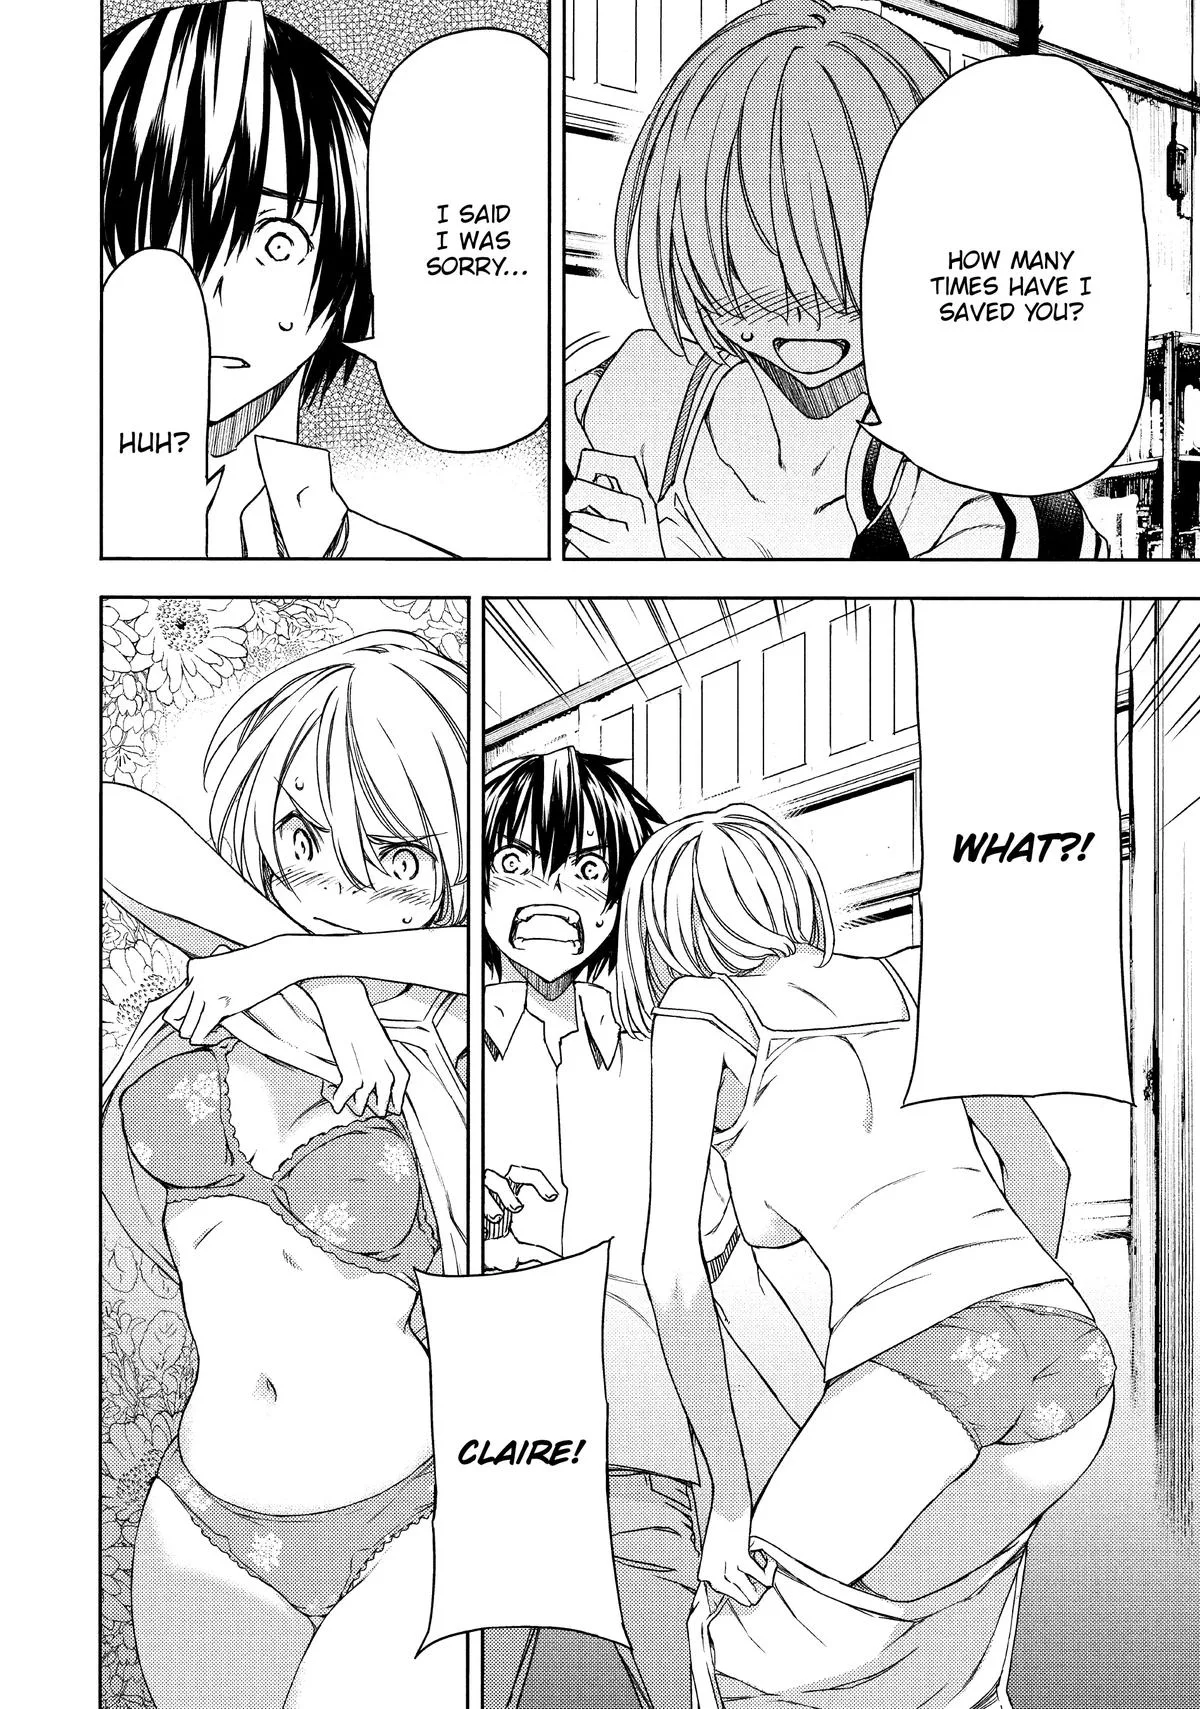 HOW MANY
TIMES HAVE I
SAVED YOU?
I SAID
I WAS
SORRY...
HUH?
WHAT?!
CLAIRE!